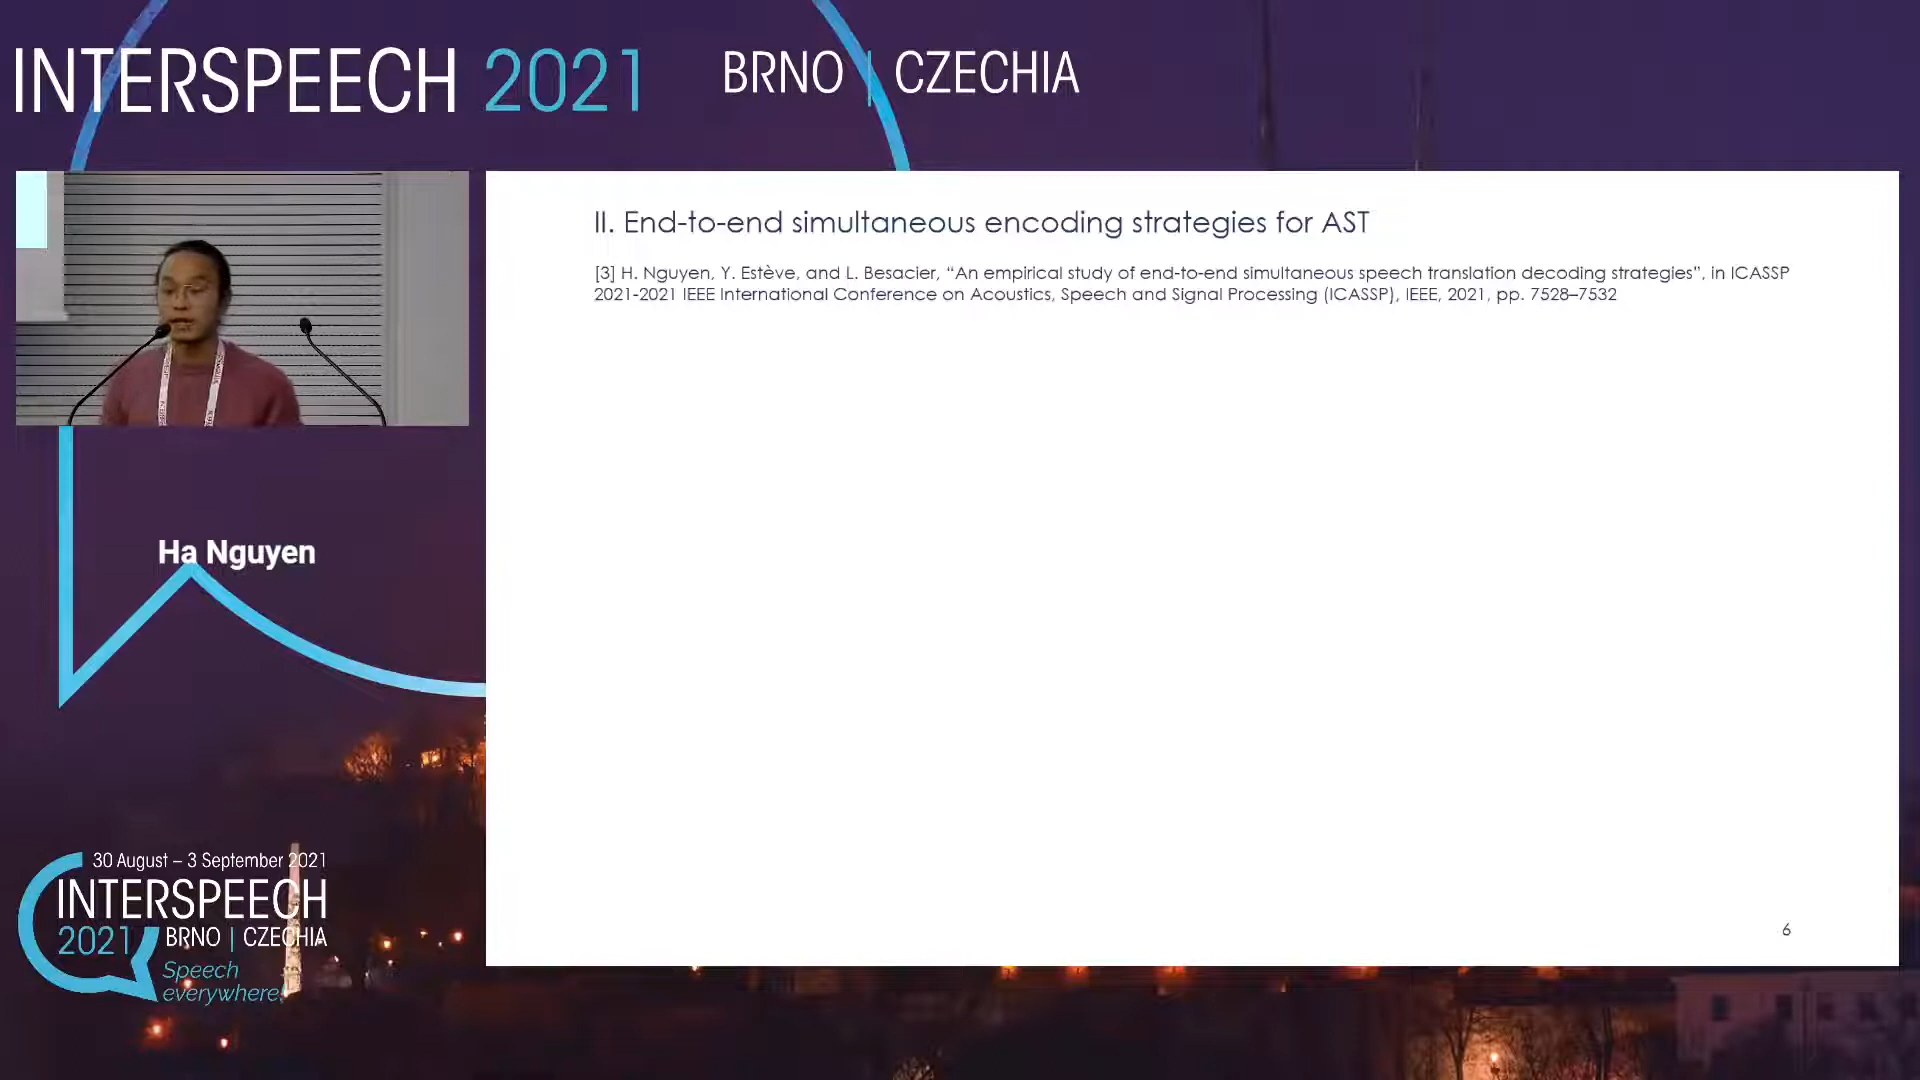 INTERSPEECH 2021 BRNO | CZECHIA
II. End-to-end simultaneous encoding strategies for AST
[3] H. Nguyen, Y. Estève, and L. Besacier, “An empirical study of end-to-end simultaneous speech translation decoding strategies”, in ICASSP
2021-2021 IEEE International Conference on Acoustics, Speech and Signal Processing (ICASSP), IEEE, 2021, pp. 7528–7532
Ha Nguyen
30 August – 3 September 2021
INTERSPEECH
2021 BRNO | CZECHIA
Speech
everywhere!
6